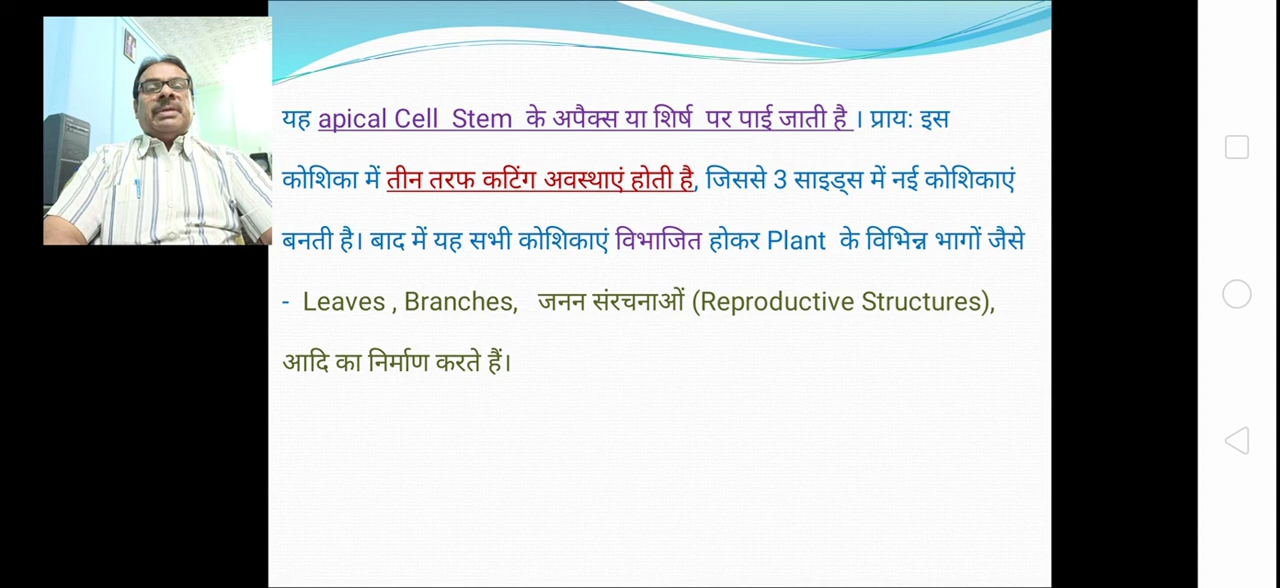 यह apical Cell Stem के अपैक्स या शिर्ष पर पाई जाती है । प्राय: इस
कोशिका में तीन तरफ कटिंग अवस्थाएं होती है, जिससे 3 साइड्स में नई कोशिकाएं
बनती है। बाद में यह सभी कोशिकाएं विभाजित होकर Plant के विभिन्न भागों जैसे
- Leaves , Branches, जनन संरचनाओं (Reproductive Structures),
आदि का निर्माण करते हैं।